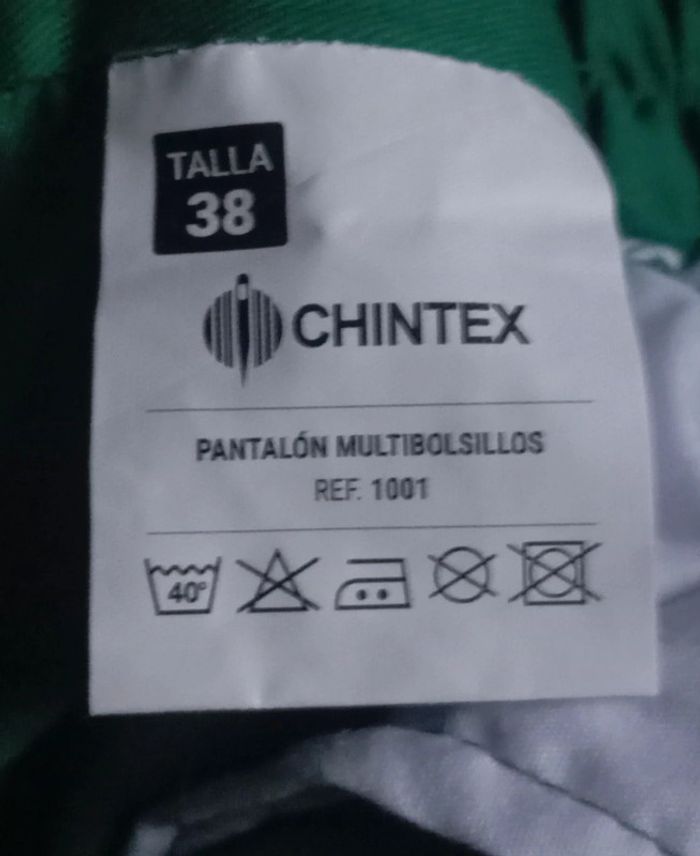 TALLA
38
CHINTEX
PANTALÓN MULTIBOLSILLOS
REF. 1001
40°